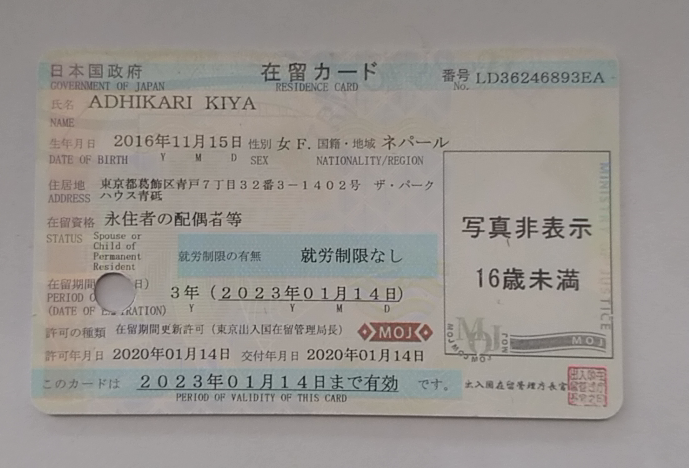 日本国政府 在留カード 番号 LD36246893EA
GOVERNMENT OF JAPAN RESIDENCE CARD No.
氏名 ADHIKARI KIYA
NAME
生年月日 2016年11月15日 性別 女 F. 国籍・地域 ネパール
DATE OF BIRTH Y M D SEX NATIONALITY/REGION
住居地 東京都葛飾区青戸7丁目32番3-1402号 ザ・パーク
ADDRESS ハウス青砥
在留資格 永住者の配偶者等
STATUS Spouse or
Child of
Permanent
Resident
就労制限の有無 就労制限なし
写真非表示
16歳未満
在留期間 3年(2023年01月14日)
PERIOD O Y Y M D
(DATE OF EXPIRATION)
許可の種類 在留期間更新許可(東京出入国在留管理局長) MOJ
許可年月日 2020年01月14日 交付年月日 2020年01月14日
MOJ
MOJ
このカードは 2023年01月14日まで有効 です。 出入国在留管理庁長官
PERIOD OF VALIDITY OF THIS CARD